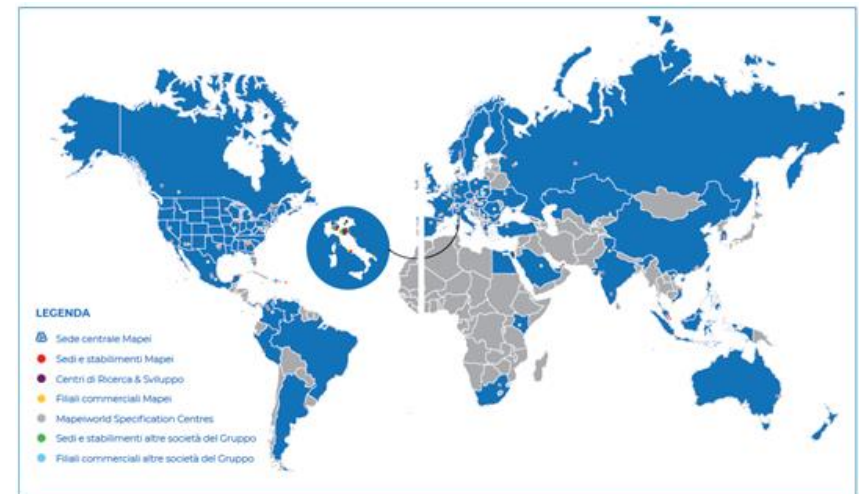 LEGENDA
Sede centrale Mapei
Sedi e stabilimenti Mapei
Centri di Ricerca & Sviluppo
Filiali commerciali Mapei
Mapeiworld Specification Centres
Sedi e stabilimenti altre società del Gruppo
Filiali commerciali altre società del Gruppo